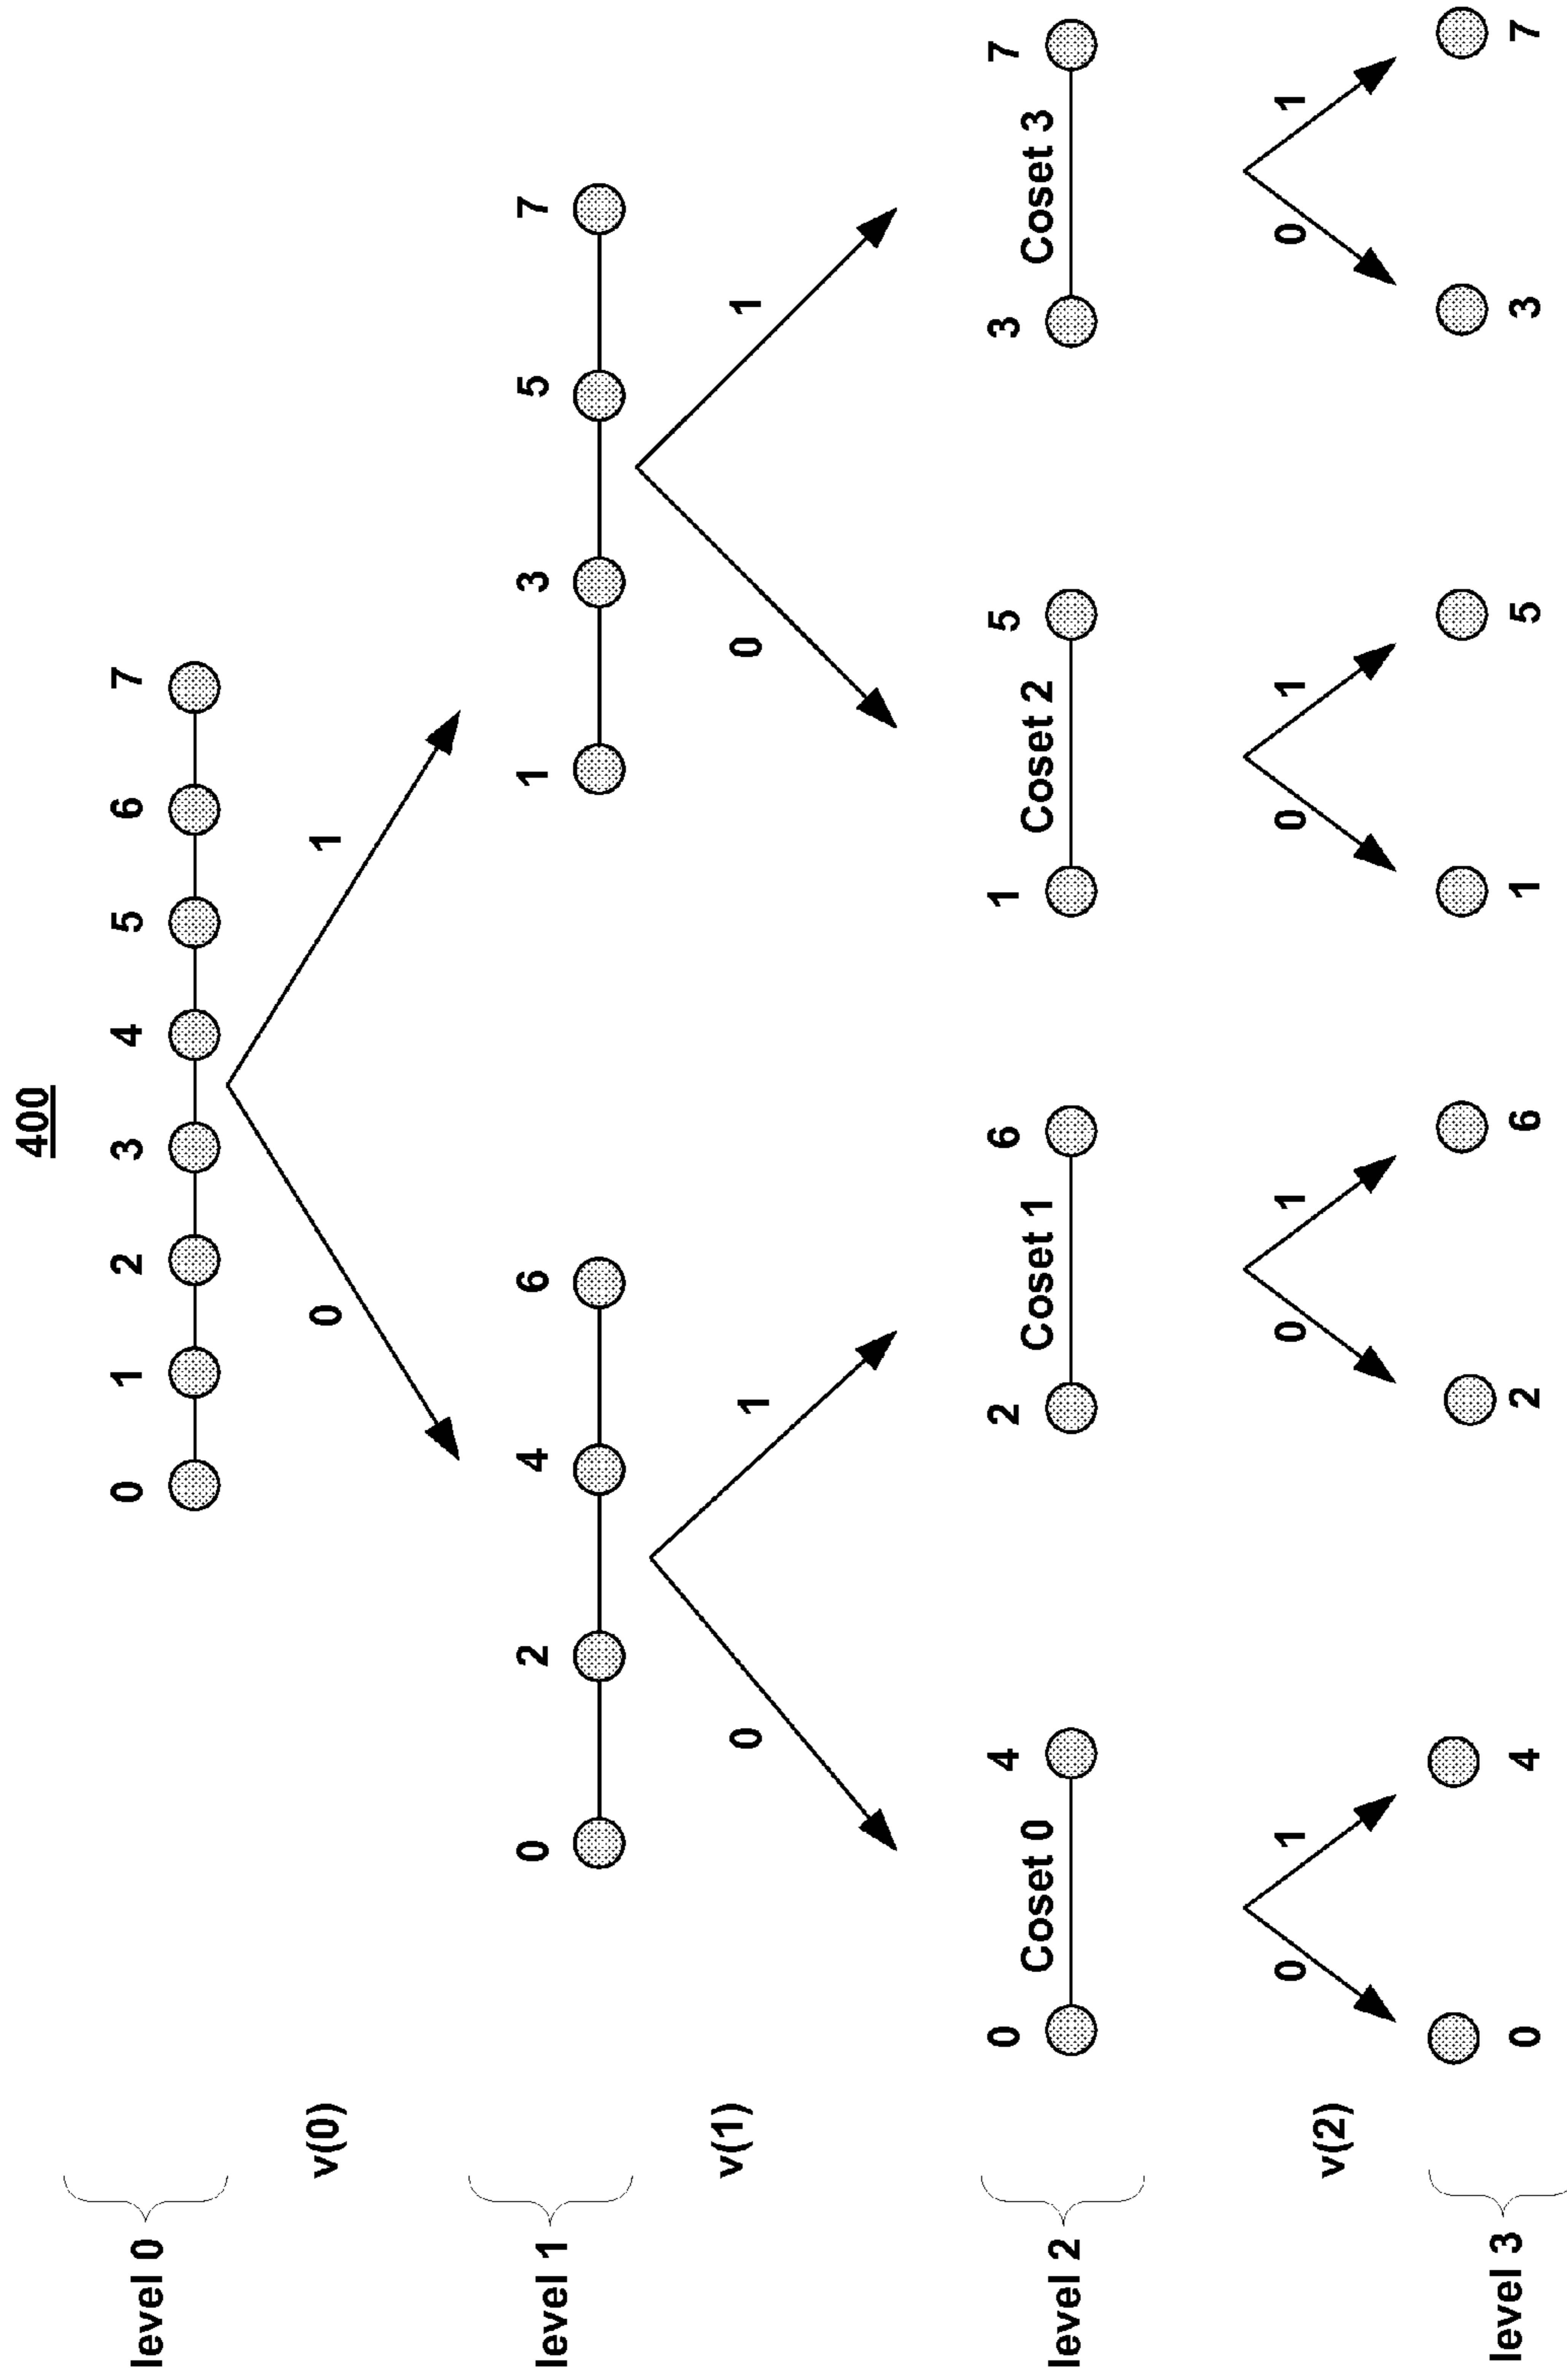 400
0 1 2 3 4 5 6 7
level 0
v(0) 0 1
0 2 4 6 1 3 5 7
level 1
v(1) 0 1 0 1
0 Coset 0 4 2 Coset 1 6 1 Coset 2 5 3 Coset 3 7
level 2
v(2) 0 1 0 1 0 1 0 1
level 3
0 4 2 6 1 5 3 7